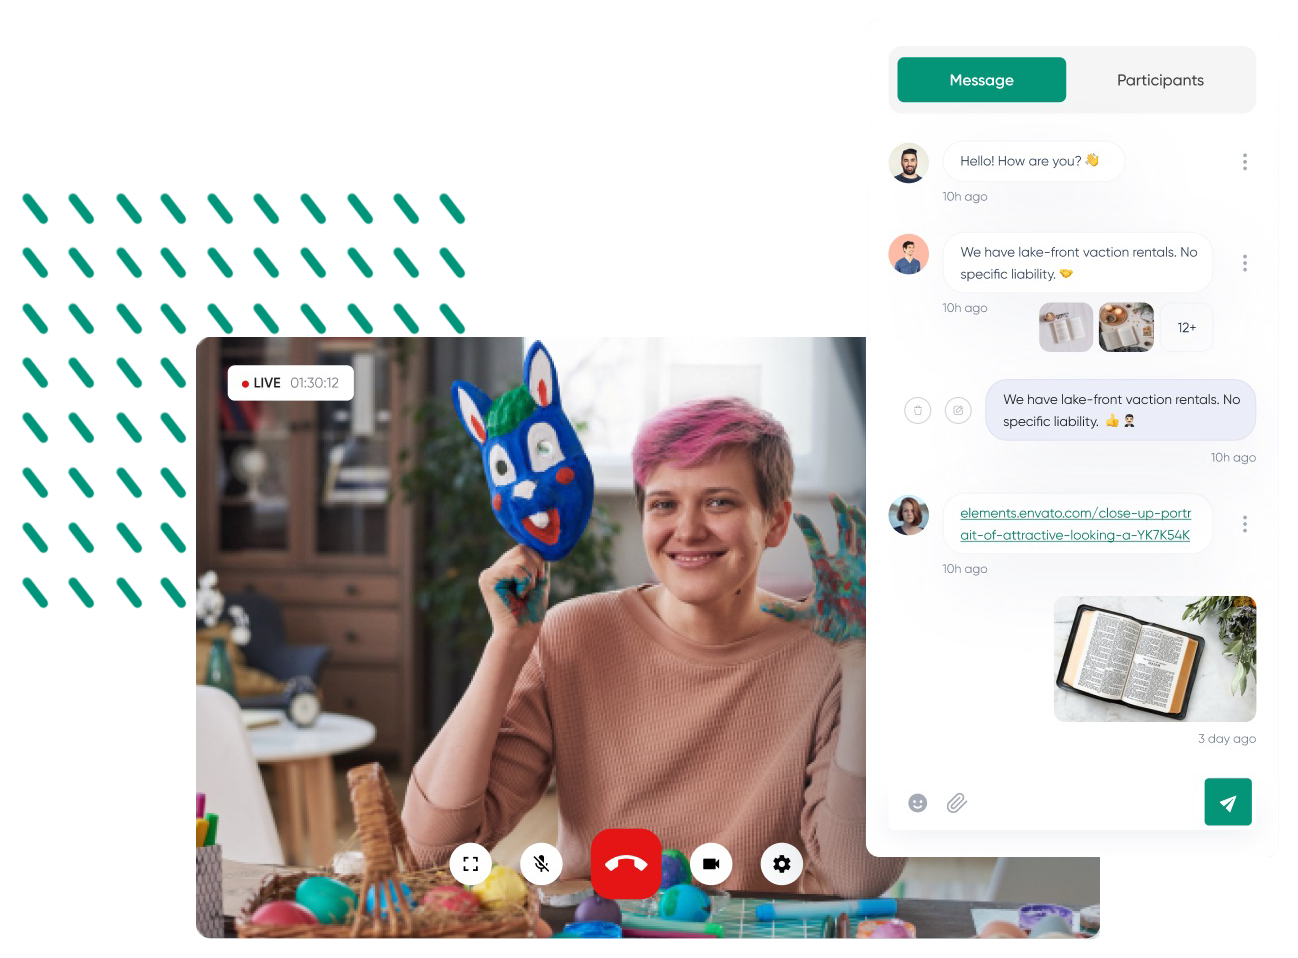 Message
Participants
Hello! How are you? 👋
10h ago
We have lake-front vaction rentals. No
specific liability. 🤝
10h ago
12+
LIVE 01:30:12
We have lake-front vaction rentals. No
specific liability. 👍 🤵🏻
10h ago
elements.envato.com/close-up-portr
ait-of-attractive-looking-a-YK7K54K
10h ago
3 day ago